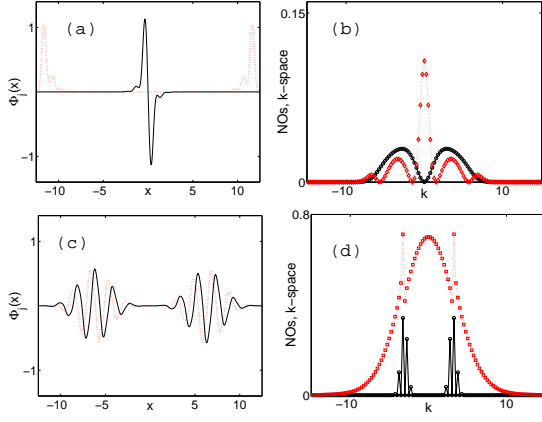 (a)
1
−1
Φj(x)
−10 −5 0 5 10
x
(b)
0.15
0
NOs, k-space
−10 0 10
k
(c)
1
−1
Φj(x)
−10 −5 0 5 10
x
(d)
0.8
0
NOs, k-space
−10 0 10
k